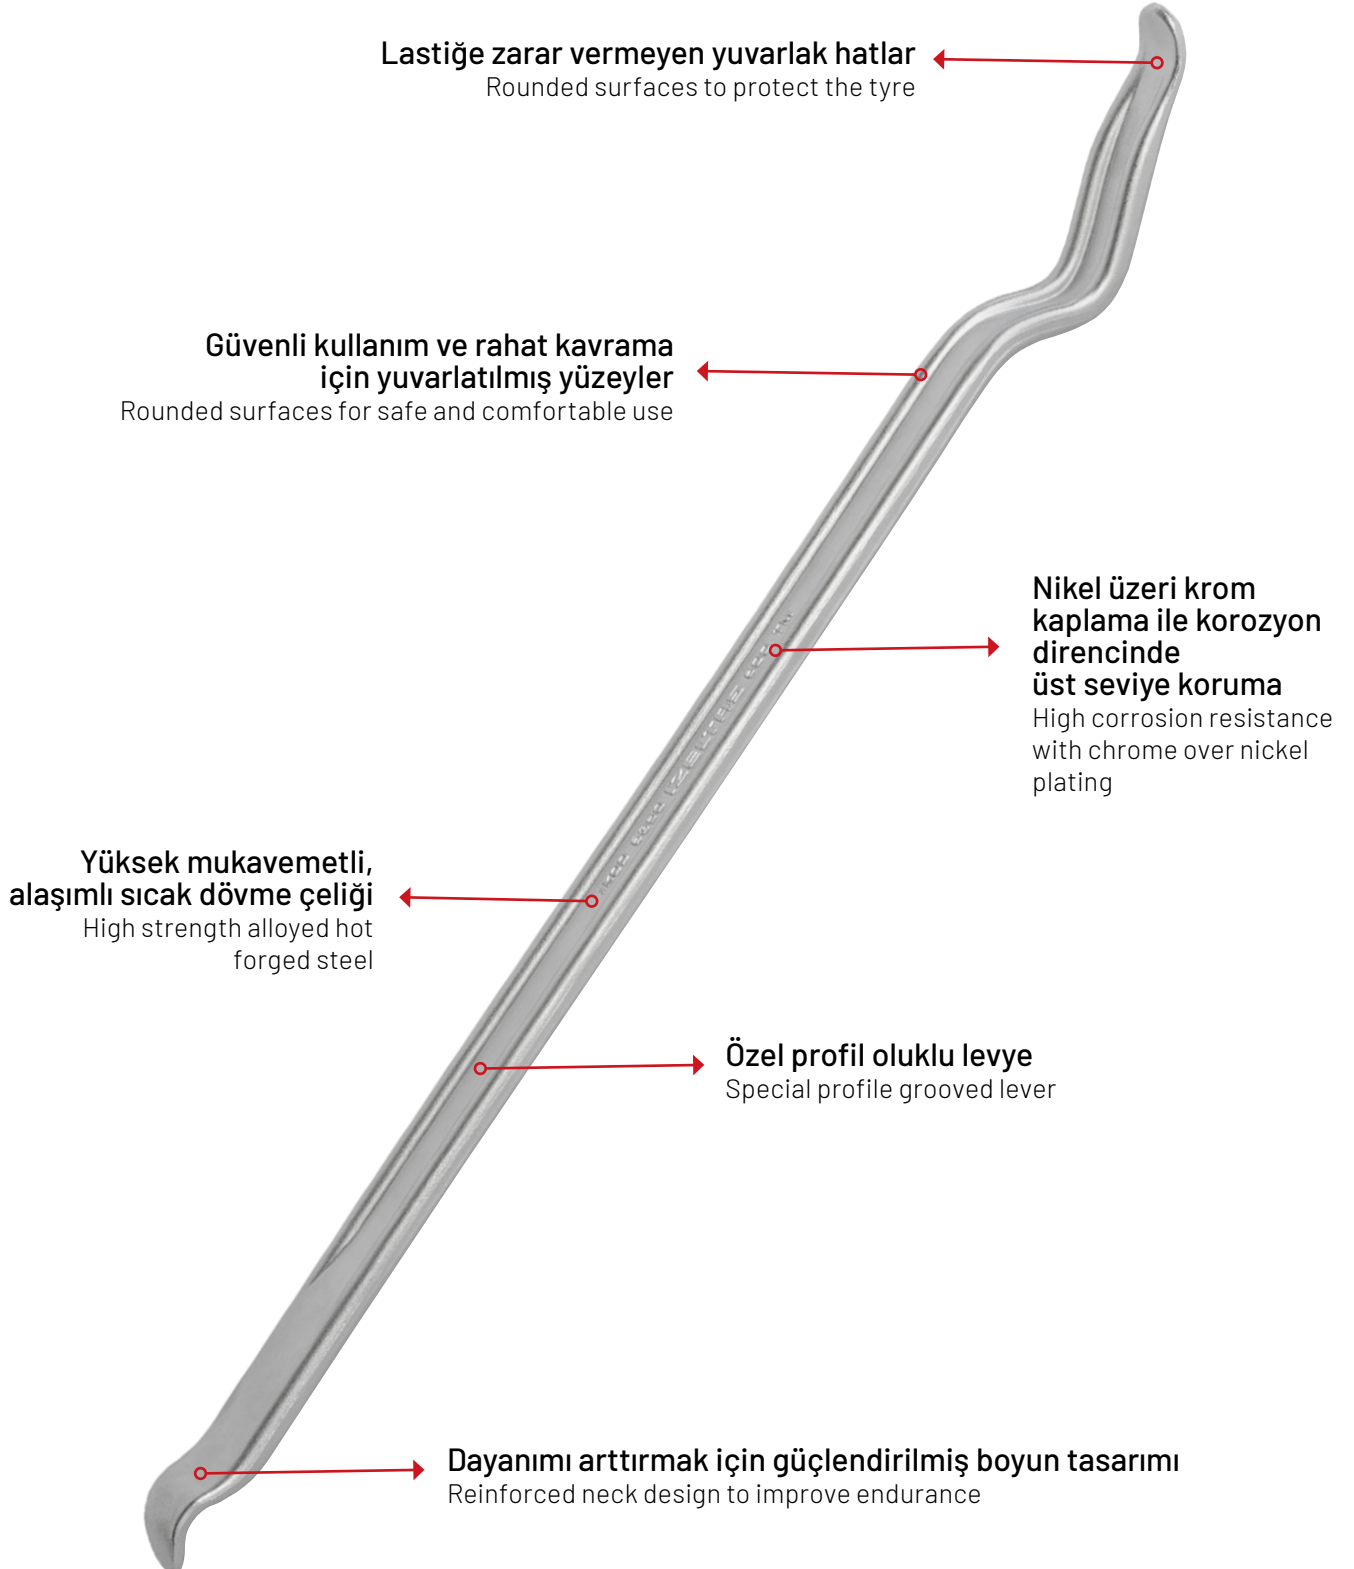 Lastiğe zarar vermeyen yuvarlak hatlar
Rounded surfaces to protect the tyre
Güvenli kullanım ve rahat kavrama
için yuvarlatılmış yüzeyler
Rounded surfaces for safe and comfortable use
Nikel üzeri krom
kaplama ile korozyon
direncinde
üst seviye koruma
High corrosion resistance
with chrome over nickel
plating
Yüksek mukavemetli,
alaşımlı sıcak dövme çeliği
High strength alloyed hot
forged steel
İZELTAŞ
Özel profil oluklu levye
Special profile grooved lever
Dayanımı arttırmak için güçlendirilmiş boyun tasarımı
Reinforced neck design to improve endurance